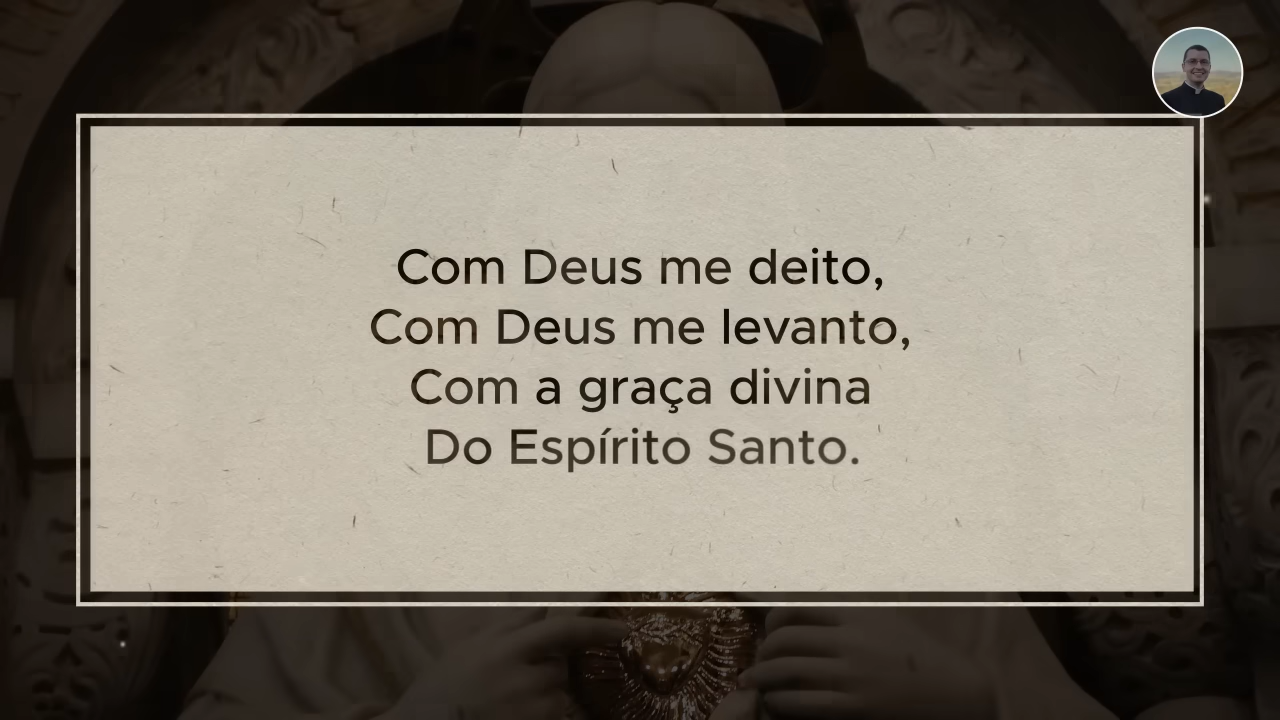 Com Deus me deito,
Com Deus me levanto,
Com a graça divina
Do Espírito Santo.